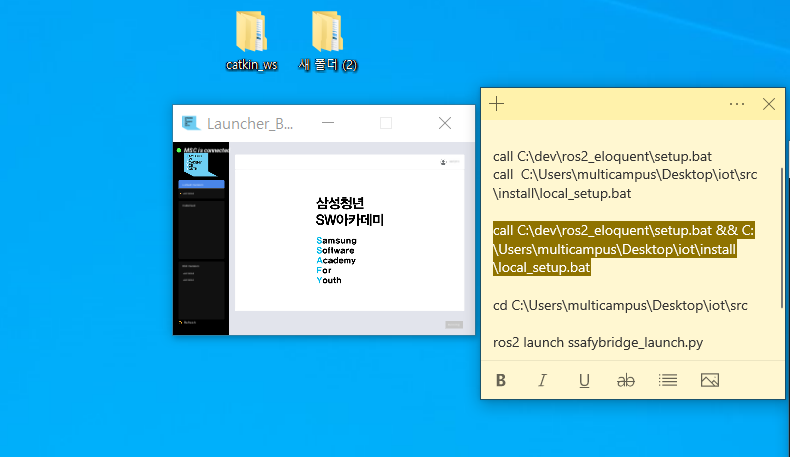 catkin_ws
새 폴더 (2)
Launcher_B...
MSC is connected
삼성청년
SW아카데미
Samsung
Software
Academy
For
Youth
call C:\dev\ros2_eloquent\setup.bat
call  C:\Users\multicampus\Desktop\iot\src
\install\local_setup.bat
call C:\dev\ros2_eloquent\setup.bat && C:
\Users\multicampus\Desktop\iot\install
\local_setup.bat
cd C:\Users\multicampus\Desktop\iot\src
ros2 launch ssafybridge_launch.py
B I U ab